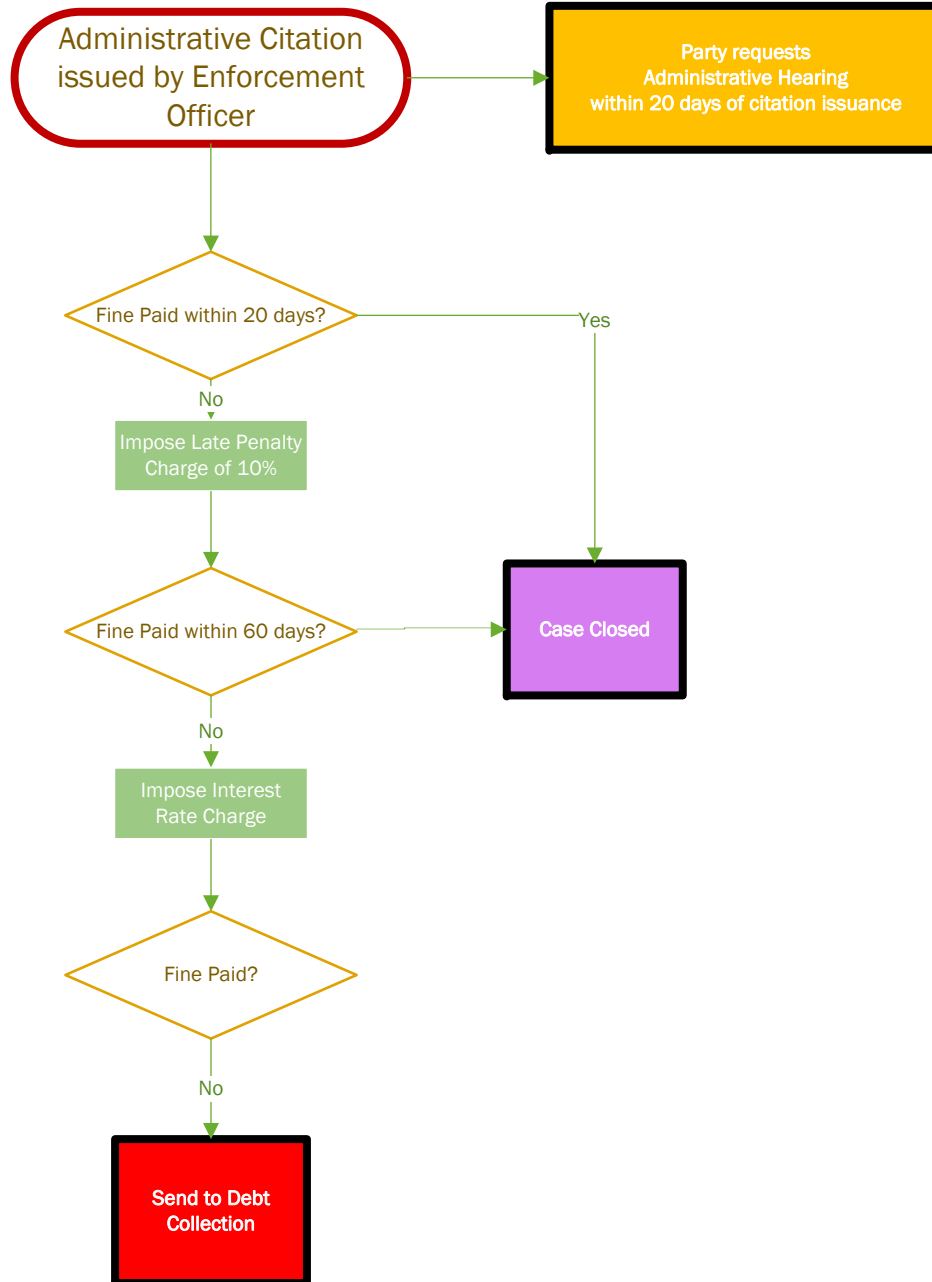 Administrative Citation
issued by Enforcement
Officer
Party requests
Administrative Hearing
within 20 days of citation issuance
Fine Paid within 20 days?
Yes
No
Impose Late Penalty
Charge of 10%
Fine Paid within 60 days?
Case Closed
No
Impose Interest
Rate Charge
Fine Paid?
No
Send to Debt
Collection